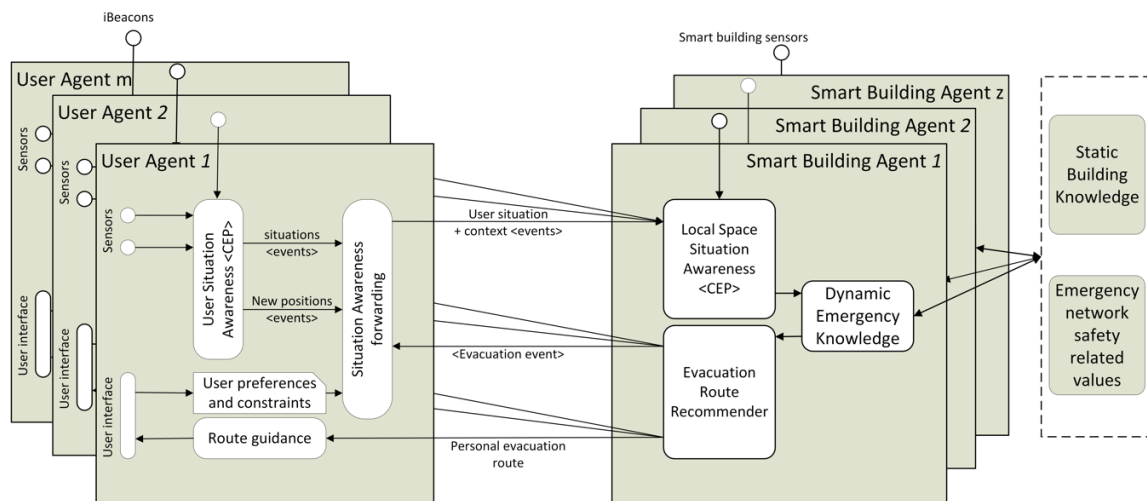 iBeacons
Smart building sensors
User Agent m
User Agent 2
User Agent 1
Sensors
Sensors
Sensors
User interface
User interface
User interface
User Situation
Awareness <CEP>
situations
<events>
New positions
<events>
Situation Awareness
forwarding
User preferences
and constraints
Route guidance
User situation
+ context <events>
<Evacuation event>
Personal evacuation
route
Smart Building Agent z
Smart Building Agent 2
Smart Building Agent 1
Local Space
Situation
Awareness
<CEP>
Dynamic
Emergency
Knowledge
Evacuation
Route
Recommender
Static
Building
Knowledge
Emergency
network
safety
related
values